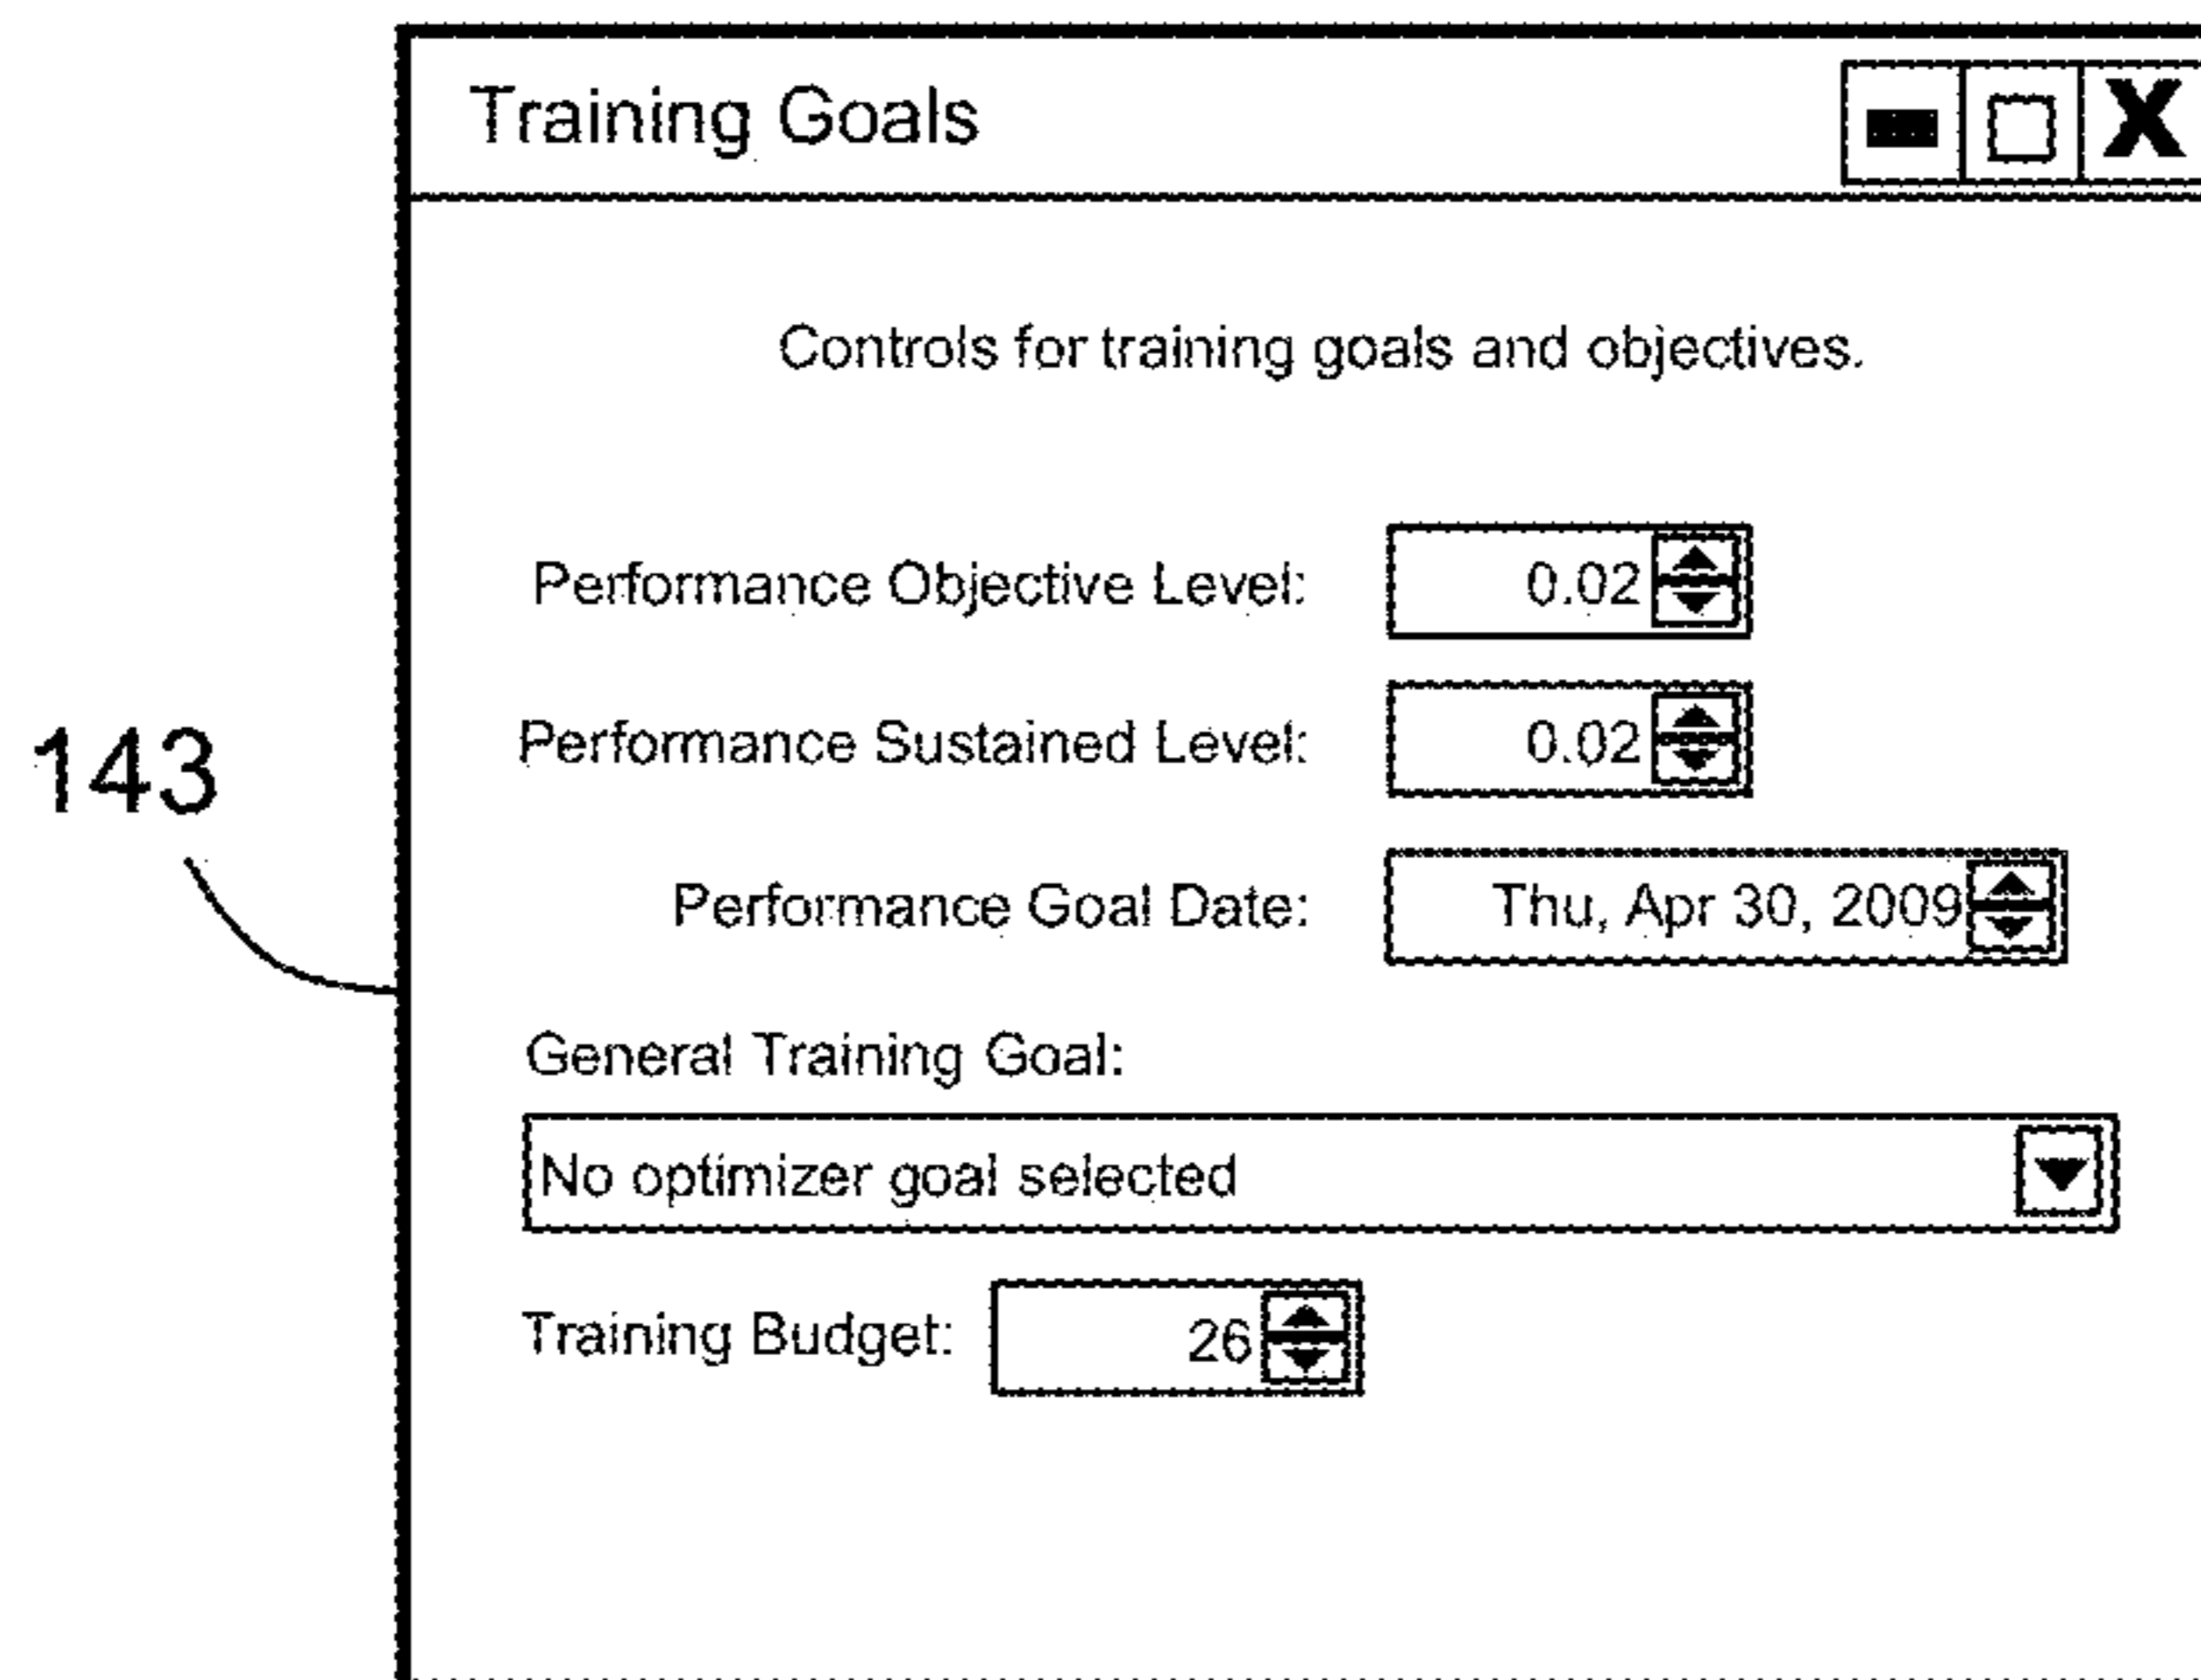 Training Goals
Controls for training goals and objectives.
Performance Objective Level: 0.02
Performance Sustained Level: 0.02
143
Performance Goal Date: Thu, Apr 30, 2009
General Training Goal:
No optimizer goal selected
Training Budget: 26